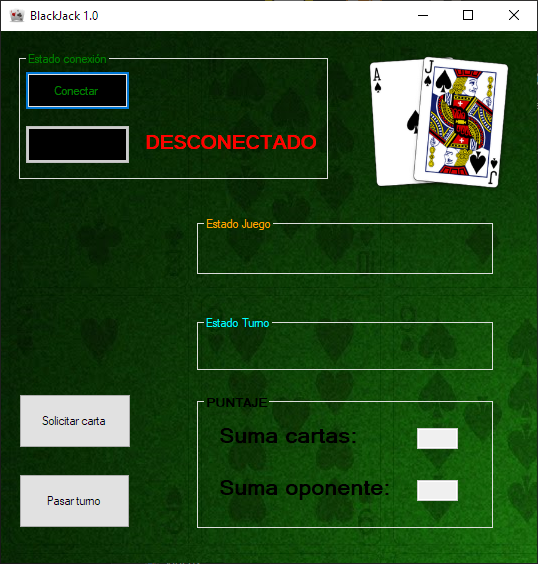 BlackJack 1.0
Estado conexión
Conectar
DESCONECTADO
A
J
J
Estado Juego
Estado Turno
PUNTAJE
Suma cartas:
Solicitar carta
Suma oponente:
Pasar turno